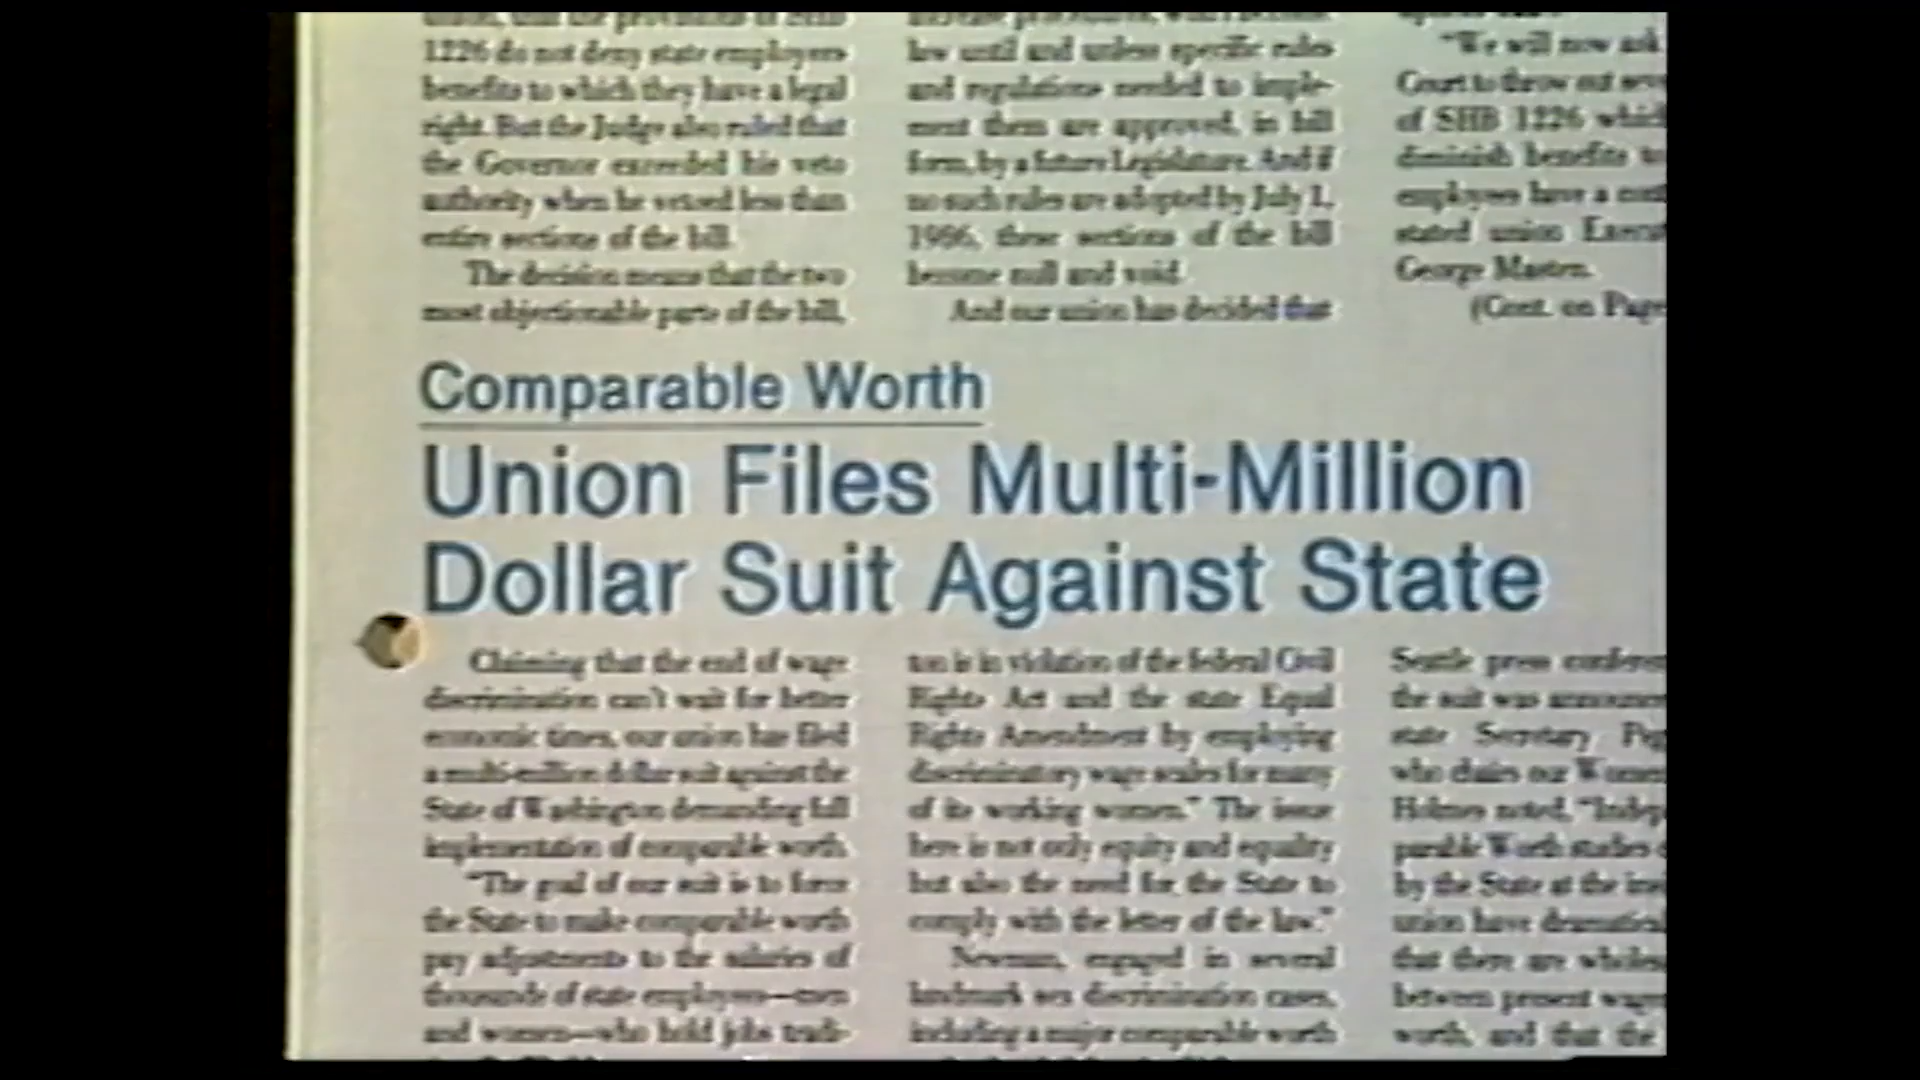 1226 do not deny state employees
benefits to which they have a legal
right. But the Judge also ruled that
the Governor exceeded his veto
authority when he vetoed less than
entire sections of the bill.
The decision means that the two
most objectionable parts of the bill,
law until and unless specific rules
and regulations needed to imple-
ment them are approved, in bill
form, by a future Legislature. And if
no such rules are adopted by July 1,
1986, these sections of the bill
become null and void.
And our union has decided that
"We will now ask
Court to throw out
of SHB 1226
diminish benefits
employees have a
stated union
George Masten.
(Cont. on Page
Comparable Worth
Union Files Multi-Million
Dollar Suit Against State
Claiming that the end of wage
discrimination can't wait for better
economic times, our union has filed
a multi-million dollar suit against the
State of Washington demanding full
implementation of comparable worth.
"The goal of our suit is to force
the State to make comparable worth
pay adjustments to the salaries of
thousands of state employees—men
and women—who hold jobs tradi-
ton is in violation of the federal Civil
Rights Act and the state Equal
Rights Amendment by employing
discriminatory wage scales for many
of its working women." The issue
here is not only equity and equality
but also the need for the State to
comply with the letter of the law."
Newman, engaged in several
landmark sex discrimination cases,
including a major comparable worth
Seattle press
the suit was
state Secretary
who chairs our
Holmes noted,
parable Worth studies
by the State at the
union have
that there are
between present
worth, and that the